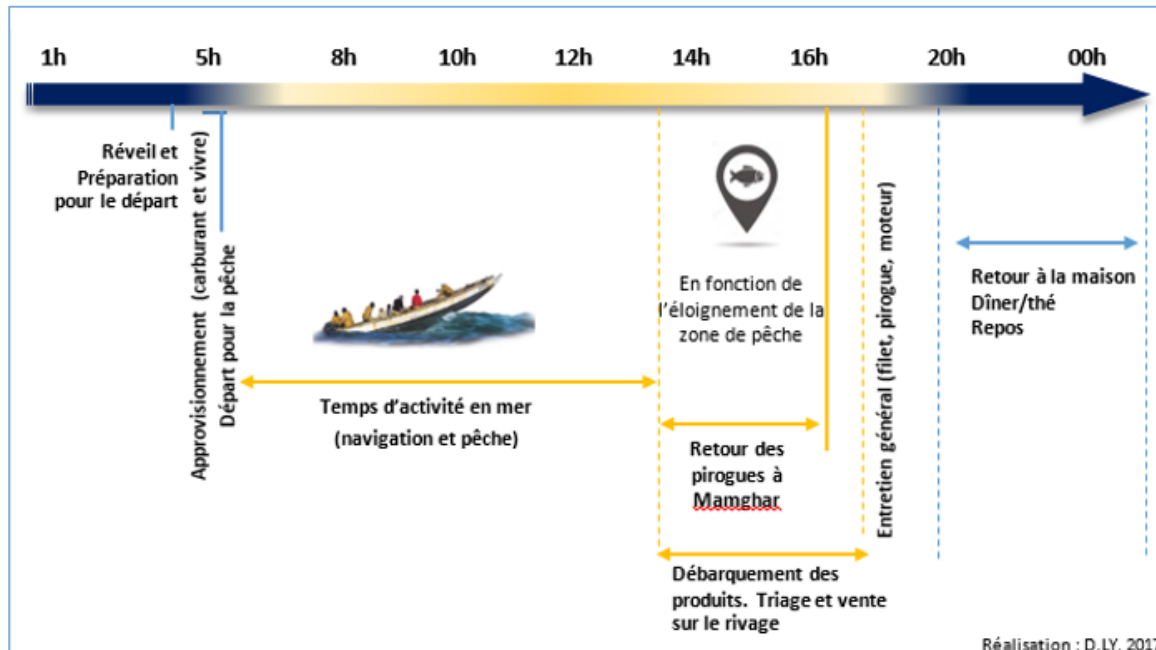 1h 5h 8h 10h 12h 14h 16h 20h 00h
Réveil et
Préparation
pour le départ
Approvisionnement (carburant et vivre)
Départ pour la pêche
Temps d'activité en mer
(navigation et pêche)
En fonction de
l'éloignement de la
zone de pêche
Retour des
pirogues à
Mamghar
Débarquement des
produits. Triage et vente
sur le rivage
Entretien général (filet, pirogue, moteur)
Retour à la maison
Dîner/thé
Repos
Réalisation : D.LY, 2017